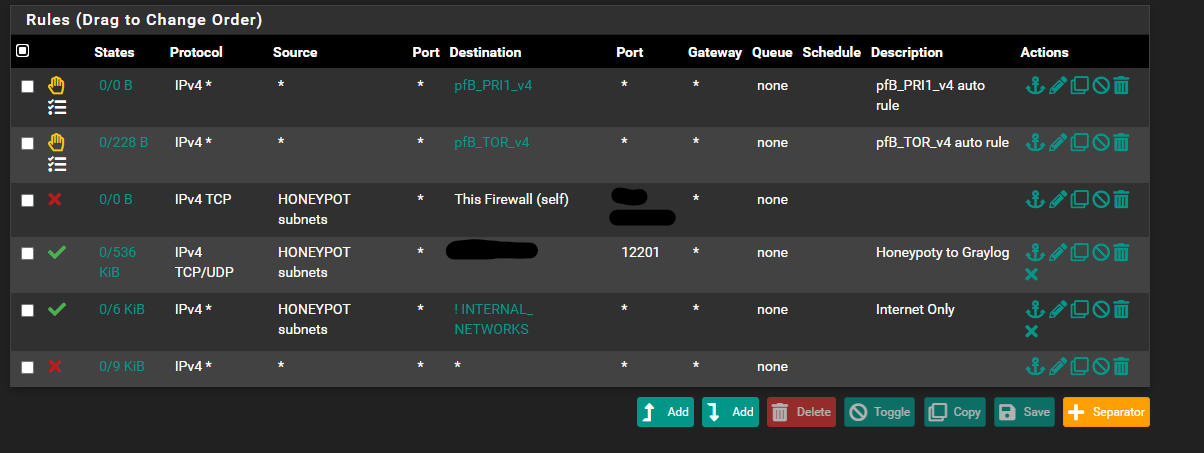 Rules (Drag to Change Order)
States Protocol Source Port Destination Port Gateway Queue Schedule Description Actions
0/0 B IPv4 * * * pfB_PRI1_v4 * * none pfB_PRI1_v4 auto
rule
0/228 B IPv4 * * * pfB_TOR_v4 * * none pfB_TOR_v4 auto rule
0/0 B IPv4 TCP HONEYPOT * This Firewall (self) * none
subnets
0/536 IPv4 HONEYPOT * 12201 * none Honeypoty to Graylog
KiB TCP/UDP subnets
0/6 KiB IPv4 * HONEYPOT * ! INTERNAL_ * * none Internet Only
subnets NETWORKS
0/9 KiB IPv4 * * * * * * none
Add Add Delete Toggle Copy Save Separator